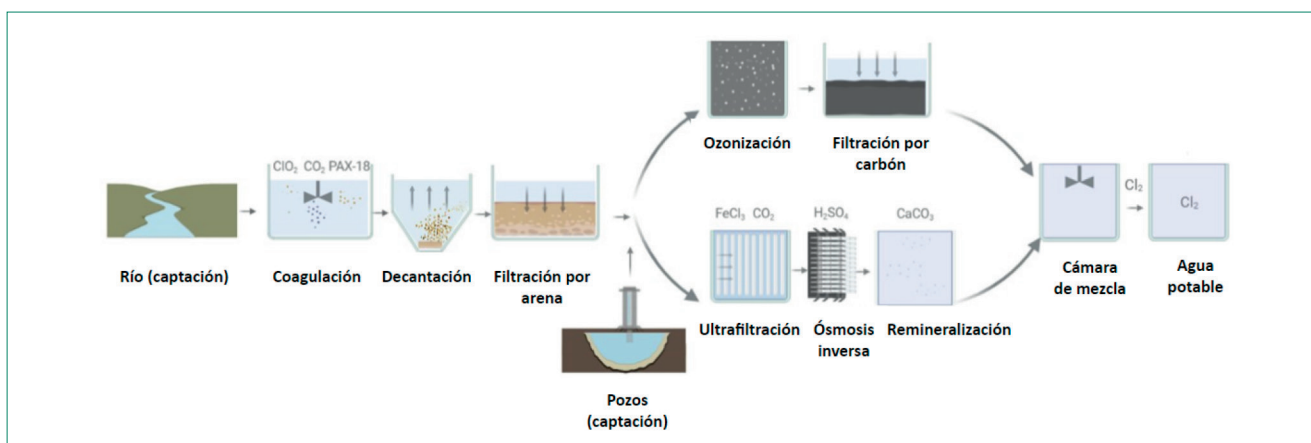 ClO₂ CO₂ PAX-18
Río (captación)
Coagulación
Decantación
Filtración por
arena
Pozos
(captación)
Ozonización
Filtración por
carbón
FeCl₃ CO₂
H₂SO₄
CaCO₃
Ultrafiltración
Ósmosis
inversa
Remineralización
Cámara
de mezcla
Cl₂
Cl₂
Agua
potable